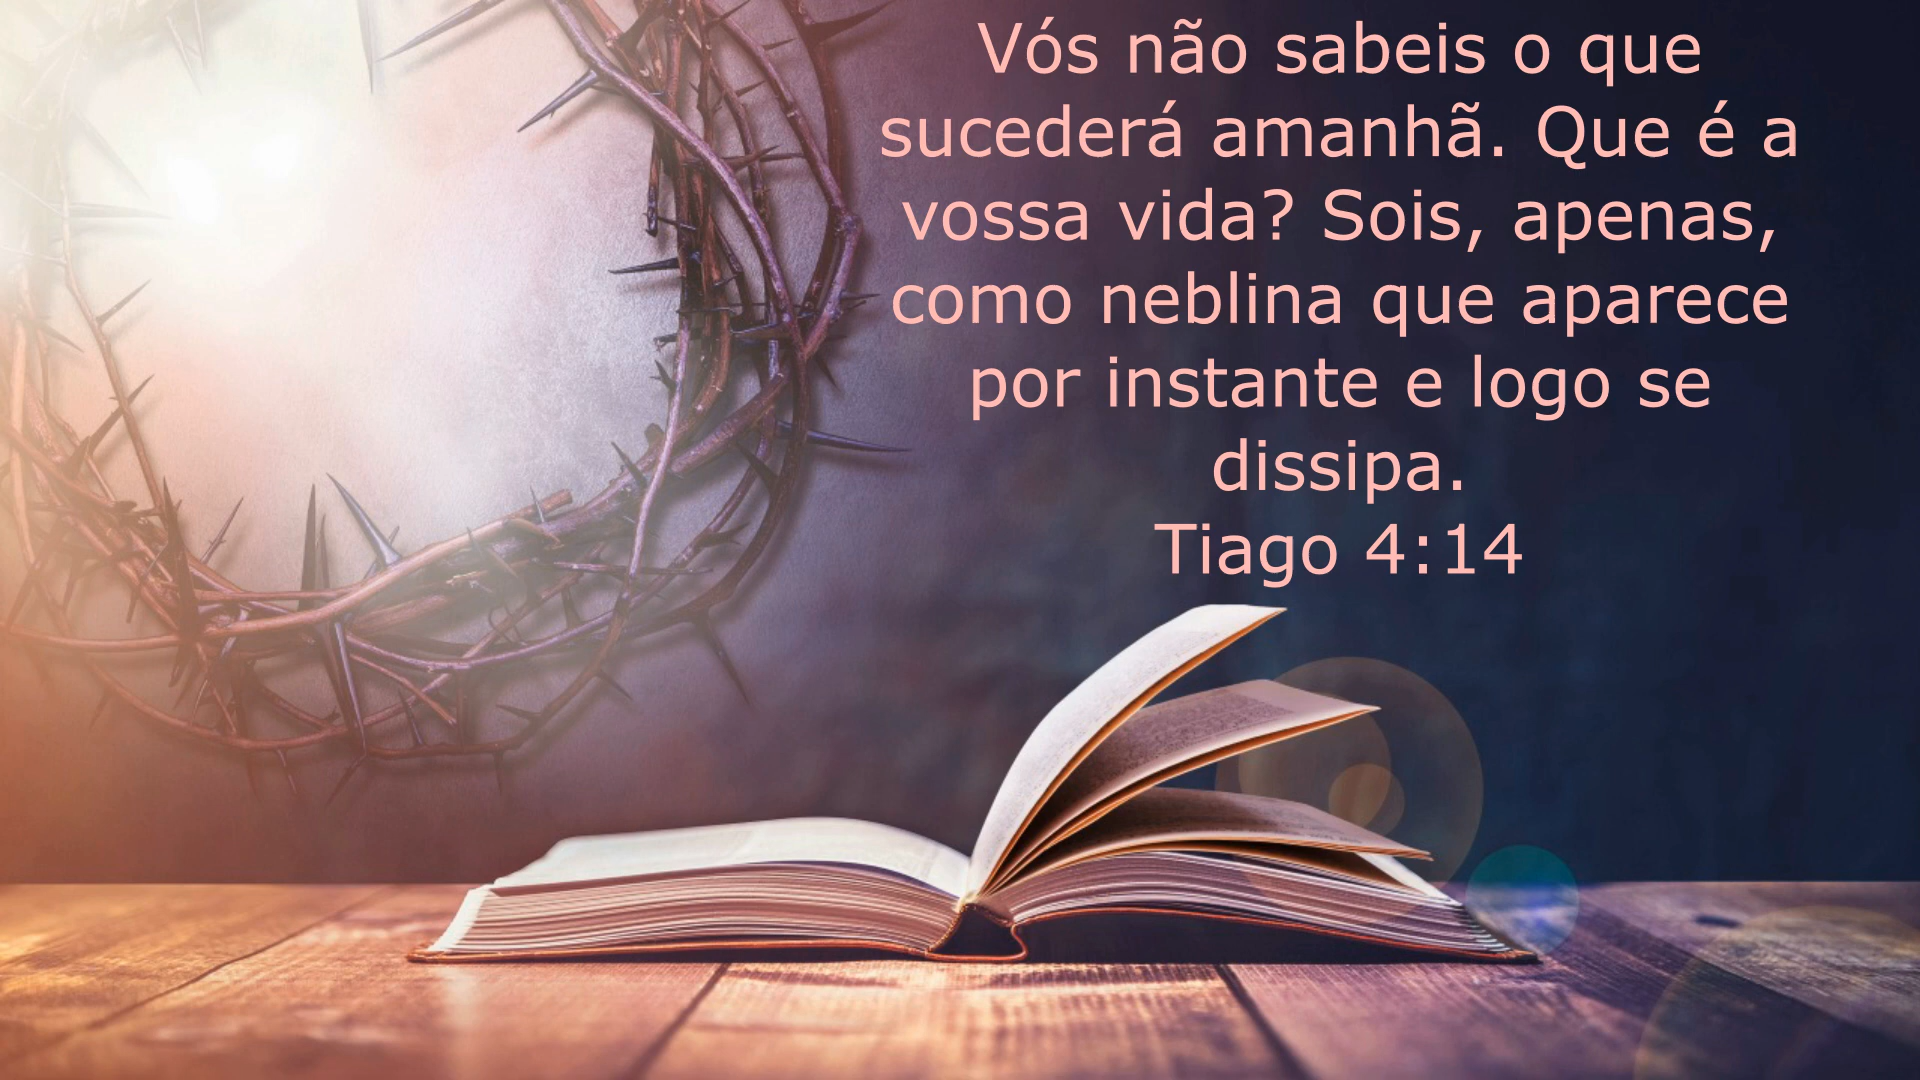 Vós não sabeis o que
sucederá amanhã. Que é a
vossa vida? Sois, apenas,
como neblina que aparece
por instante e logo se
dissipa.
Tiago 4:14